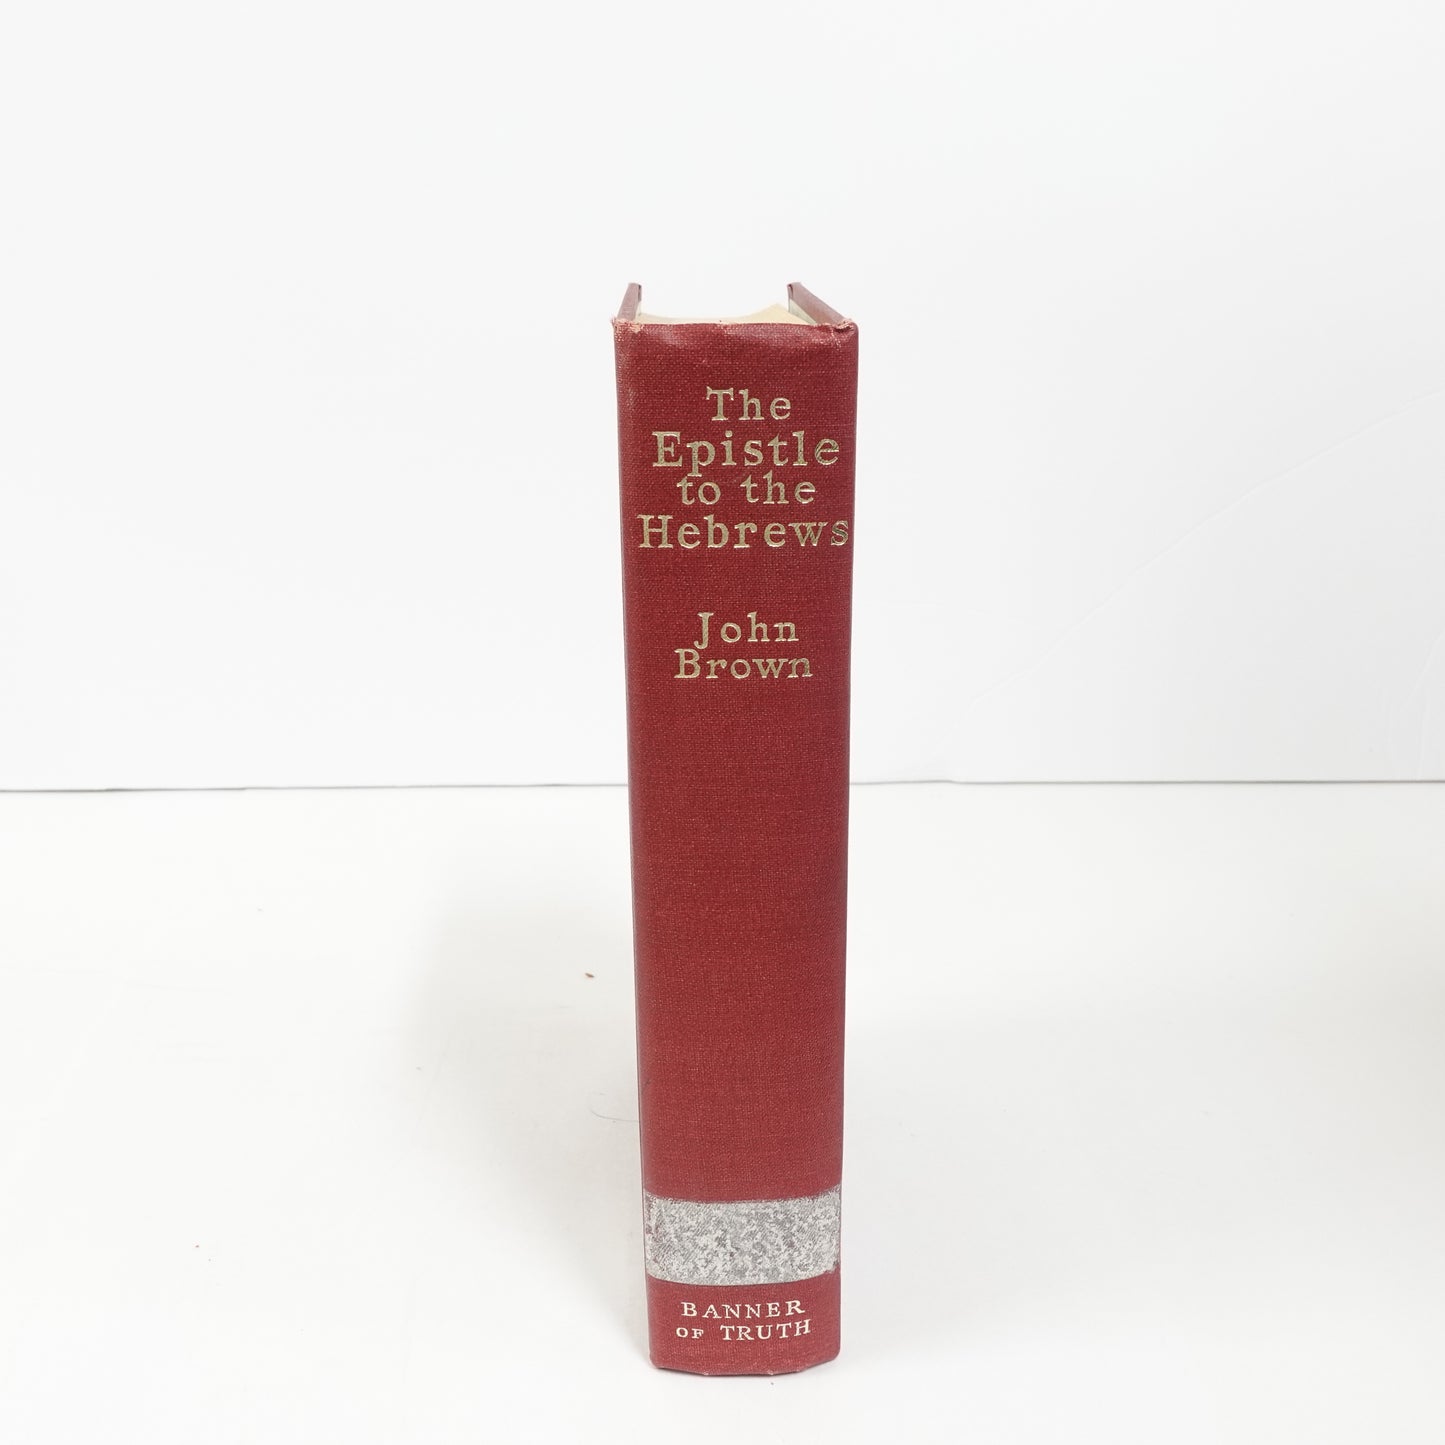 The
Epistle
to the
Hebrews
John
Brown
BANNER
OF TRUTH